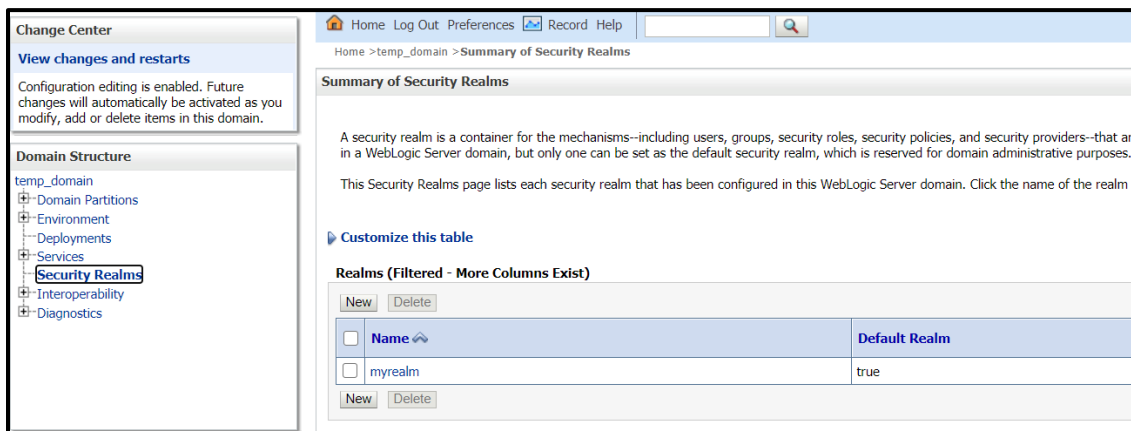 Change Center
View changes and restarts
Configuration editing is enabled. Future
changes will automatically be activated as you
modify, add or delete items in this domain.
Domain Structure
temp_domain
Domain Partitions
Environment
Deployments
Services
Security Realms
Interoperability
Diagnostics
Home Log Out Preferences Record Help
Home >temp_domain >Summary of Security Realms
Summary of Security Realms
A security realm is a container for the mechanisms--including users, groups, security roles, security policies, and security providers--that
in a WebLogic Server domain, but only one can be set as the default security realm, which is reserved for domain administrative purposes.
This Security Realms page lists each security realm that has been configured in this WebLogic Server domain. Click the name of the realm
Customize this table
Realms (Filtered - More Columns Exist)
New Delete
Name Default Realm
myrealm true
New Delete